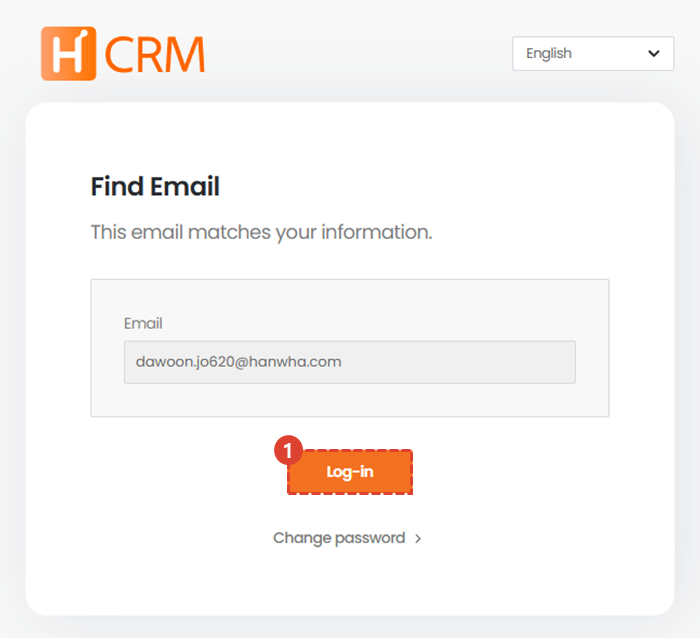 H CRM
English
Find Email
This email matches your information.
Email
dawoon.jo620@hanwha.com
1
Log-in
Change password >